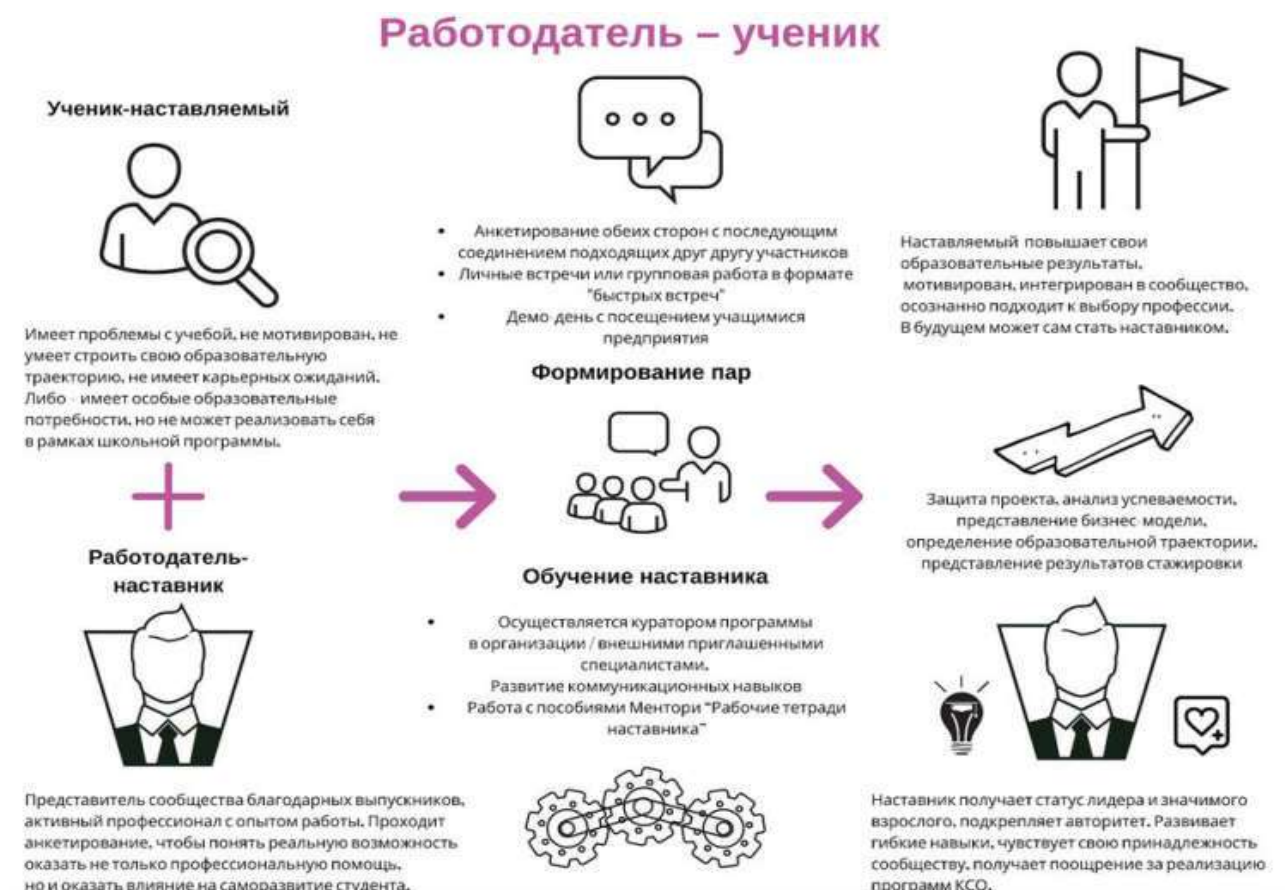 Работодатель – ученик
Ученик-наставляемый
Имеет проблемы с учебой, не мотивирован, не
умеет строить свою образовательную
траекторию, не имеет карьерных ожиданий.
Либо - имеет особые образовательные
потребности, но не может реализовать себя
в рамках школьной программы.
Работодатель-
наставник
Представитель сообщества благодарных выпускников,
активный профессионал с опытом работы. Проходит
анкетирование, чтобы понять реальную возможность
оказать не только профессиональную помощь,
но и оказать влияние на саморазвитие студента.
• Анкетирование обеих сторон с последующим
соединением подходящих друг другу участников
• Личные встречи или групповая работа в формате
"быстрых встреч"
• Демо-день с посещением учащимися
предприятия
Формирование пар
Обучение наставника
• Осуществляется куратором программы
в организации / внешними приглашенными
специалистами.
Развитие коммуникационных навыков
• Работа с пособиями Ментори "Рабочие тетради
наставника"
Наставляемый повышает свои
образовательные результаты,
мотивирован, интегрирован в сообщество,
осознанно подходит к выбору профессии.
В будущем может сам стать наставником.
Защита проекта, анализ успеваемости,
представление бизнес-модели,
определение образовательной траектории,
представление результатов стажировки
Наставник получает статус лидера и значимого
взрослого, подкрепляет авторитет. Развивает
гибкие навыки, чувствует свою принадлежность
сообществу, получает поощрение за реализацию
программ КСО.